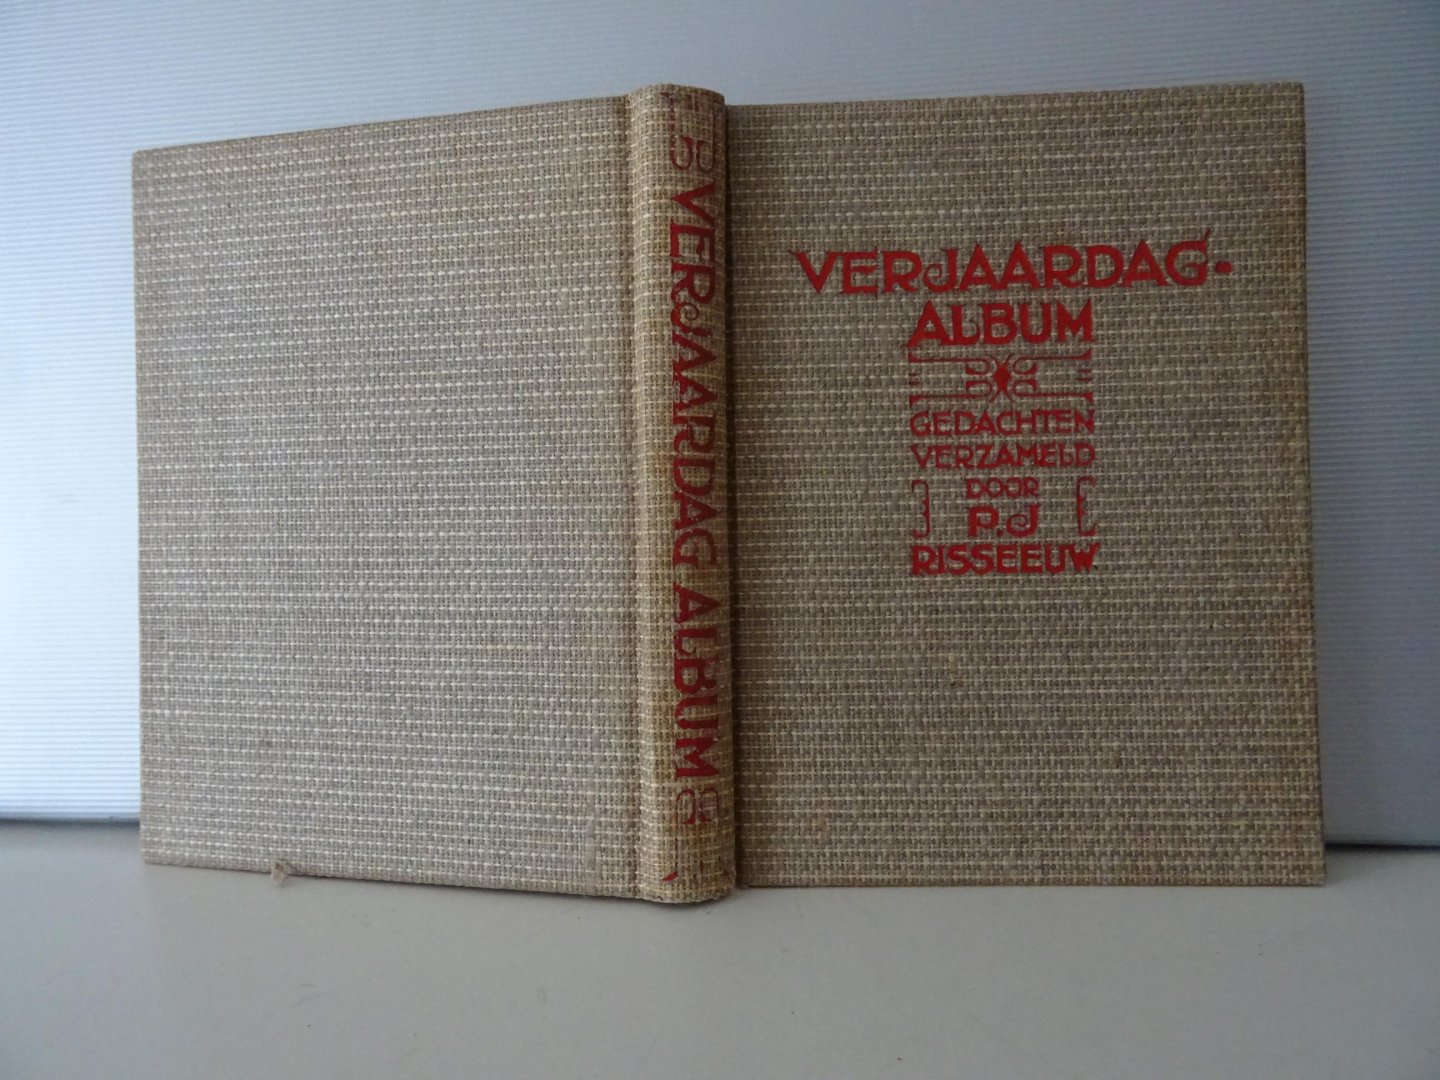 VERJAARDAG ALBUM
VERJAARDAG-
ALBUM
GEDACHTEN
VERZAMELD
DOOR
P.J
RISSEEUW